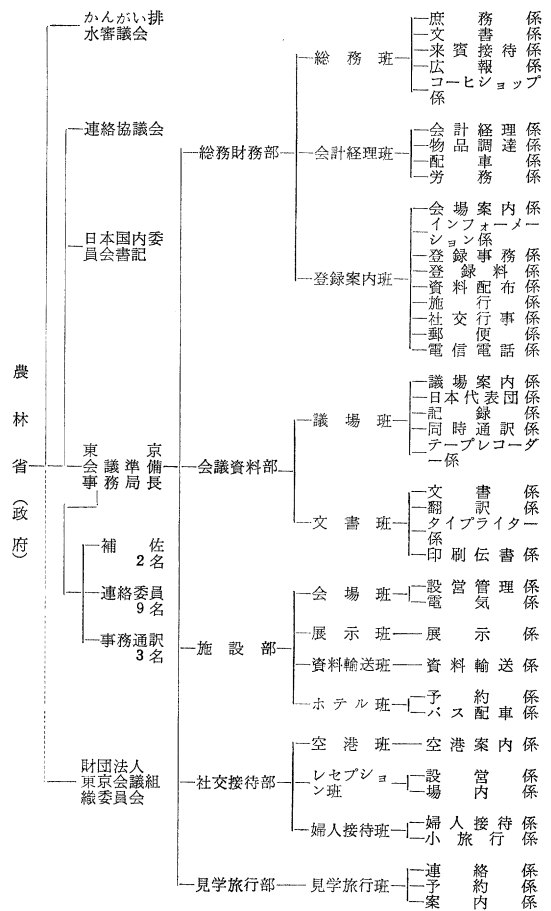 農林省(政府)
かんがい排
水審議会
連絡協議会
日本国内委
員会書記
東京
会議準備
事務局長
補佐
2名
連絡委員
9名
事務通訳
3名
財団法人
東京会議組
織委員会
総務財務部
総務班
庶務係
文書係
来賓接待係
広報係
コーヒショップ
係
会計経理班
会計経理係
物品調達係
配車係
労務係
登録案内班
会場案内係
インフォーメー
ション係
登録事務係
登録料係
資料配布係
施行係
社交行事係
郵便係
電信電話係
会議資料部
議場班
議場案内係
日本代表団係
記録係
同時通訳係
テープレコーダ
ー係
文書班
文書係
翻訳係
タイプライター
係
印刷伝書係
施設部
会場班
設営管理係
電気係
展示班
展示係
資料輸送班
資料輸送係
ホテル班
予約係
バス配車係
社交接待部
空港班
空港案内係
レセプショ
ン班
設営係
場内係
婦人接待班
婦人接待係
小旅行係
見学旅行部
見学旅行班
連絡係
予約係
案内係